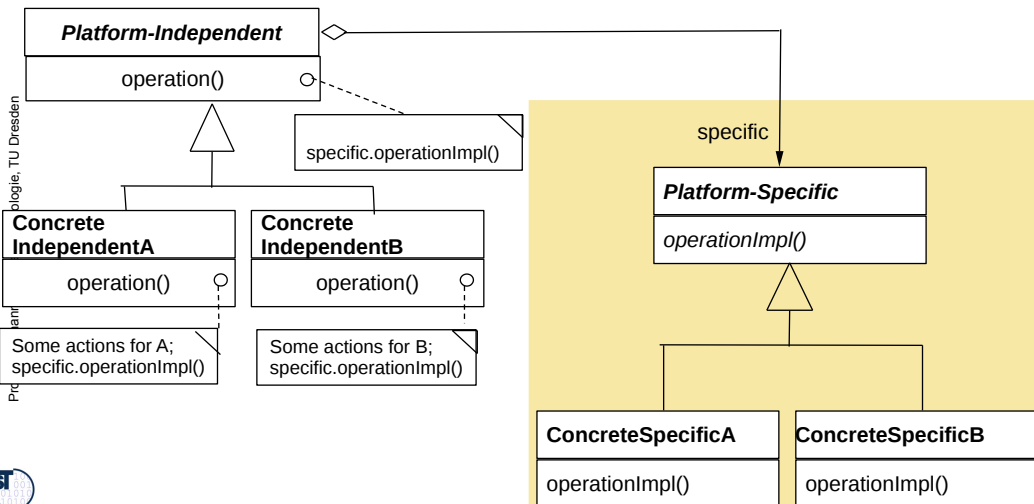 Platform-Independent
operation()
specific.operationImpl()
Concrete
IndependentA
operation()
Some actions for A;
specific.operationImpl()
Concrete
IndependentB
operation()
Some actions for B;
specific.operationImpl()
specific
Platform-Specific
operationImpl()
ConcreteSpecificA
operationImpl()
ConcreteSpecificB
operationImpl()
ologie, TU Dresden